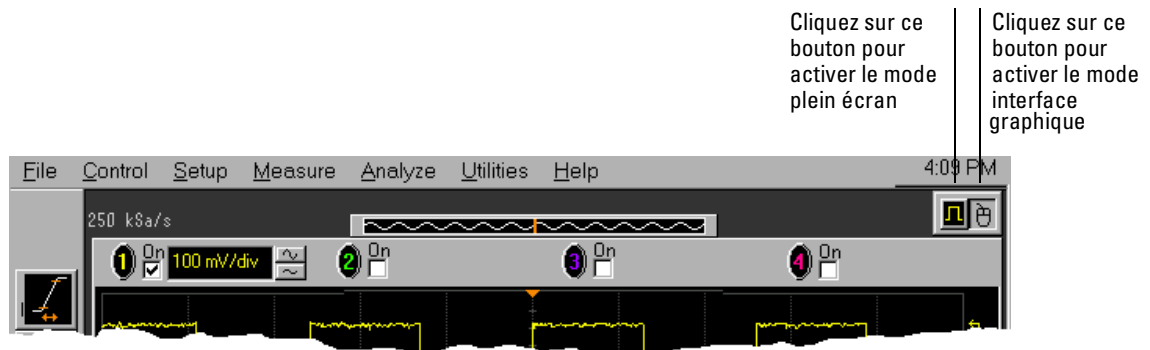 Cliquez sur ce
bouton pour
activer le mode
plein écran
Cliquez sur ce
bouton pour
activer le mode
interface
graphique
File Control Setup Measure Analyze Utilities Help 4:09 PM
250 kSa/s
1 On 100 mV/div 2 On 3 On 4 On